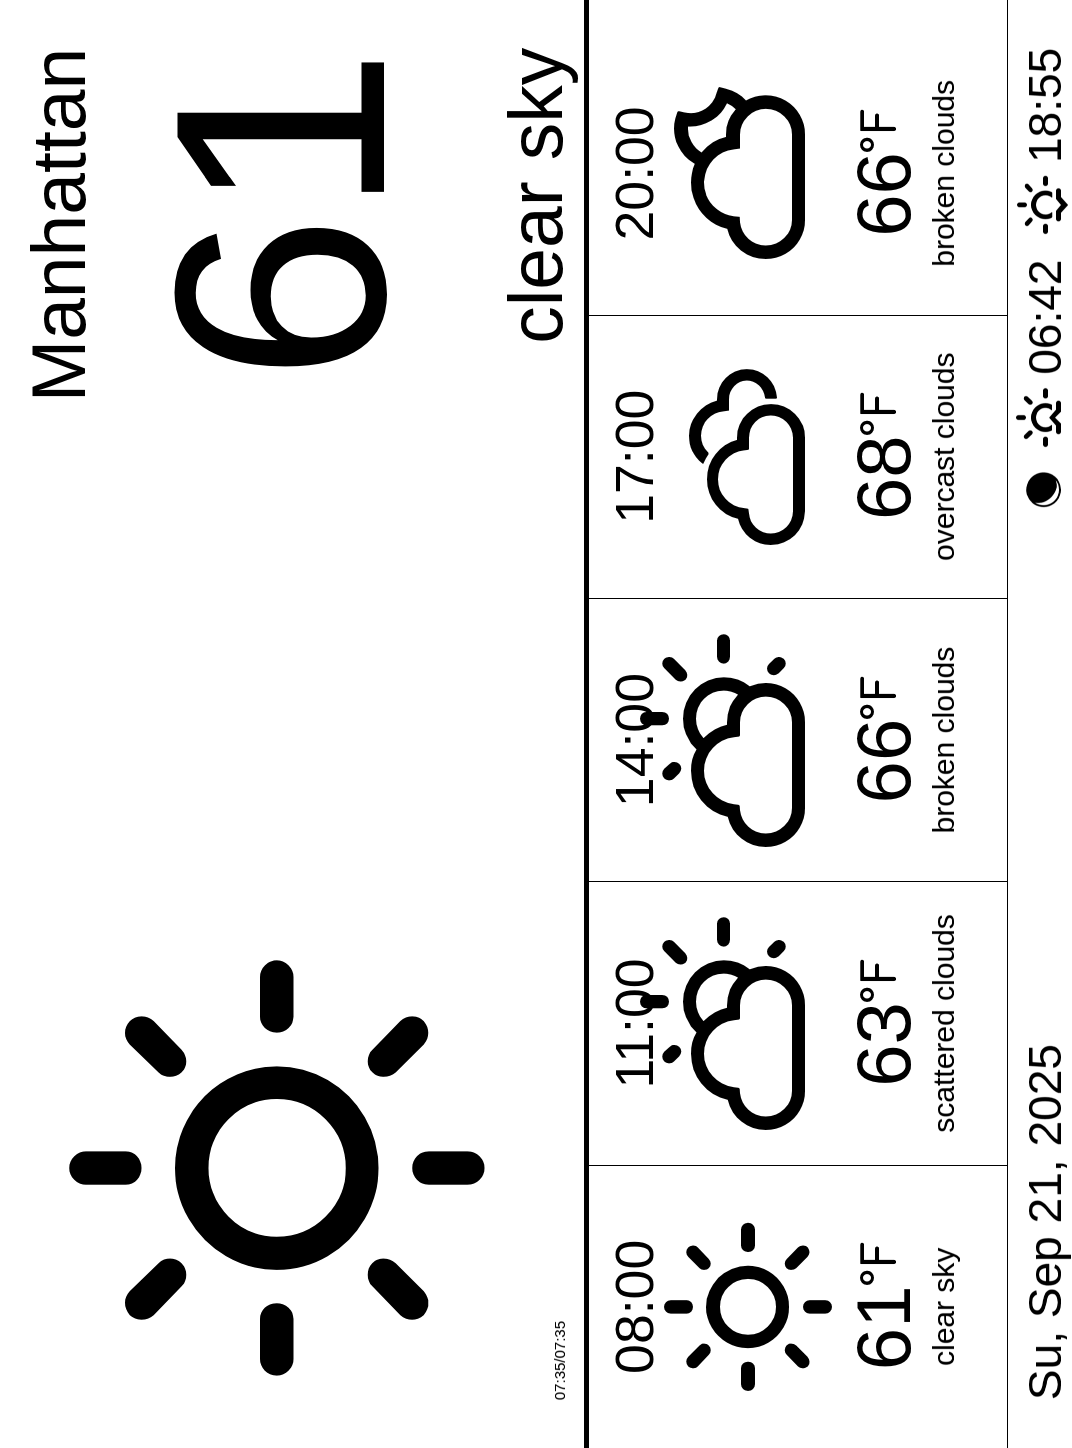 Manhattan
61
clear sky
07:35/07:35
08:00 11:00 14:00 17:00 20:00
61°F 63°F 66°F 68°F 66°F
clear sky scattered clouds broken clouds overcast clouds broken clouds
Su, Sep 21, 2025 06:42 18:55